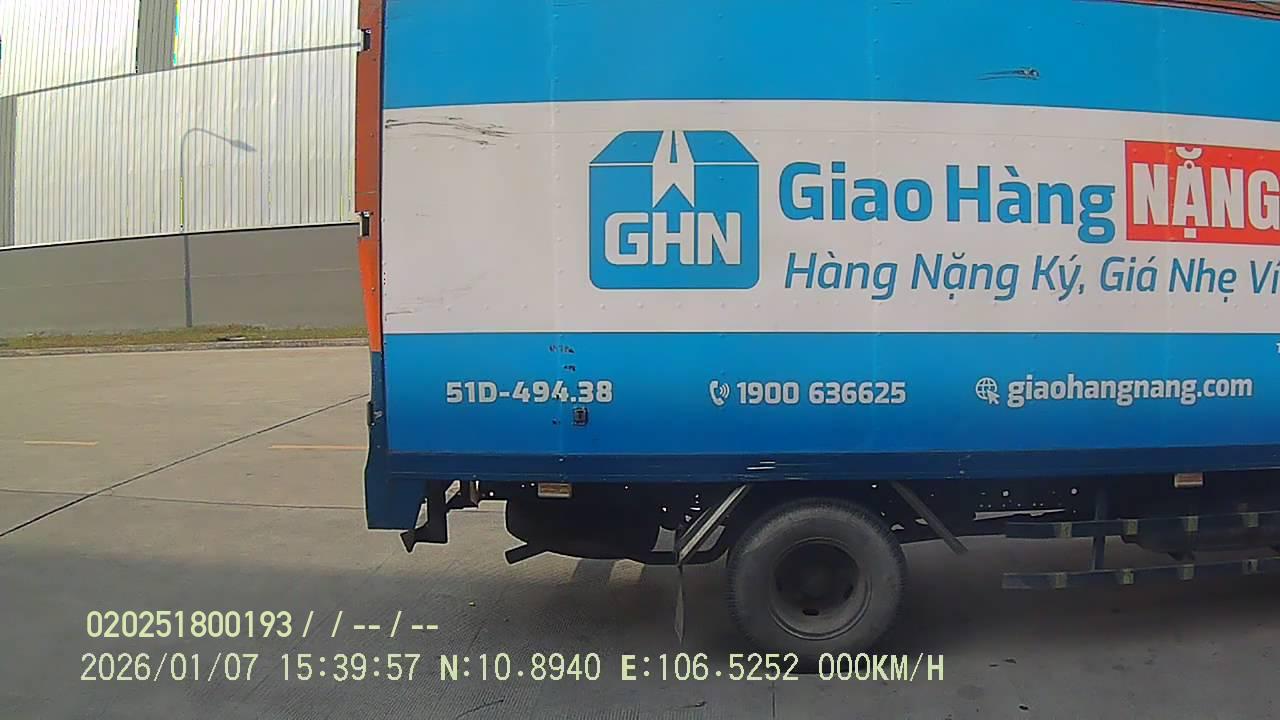 GHN
Giao Hàng NẶNG
Hàng Nặng Ký, Giá Nhẹ Ví
51D-494.38
1900 636625
giaohangnang.com
020251800193 / / -- / --
2026/01/07 15:39:57 N:10.8940 E:106.5252 000KM/H